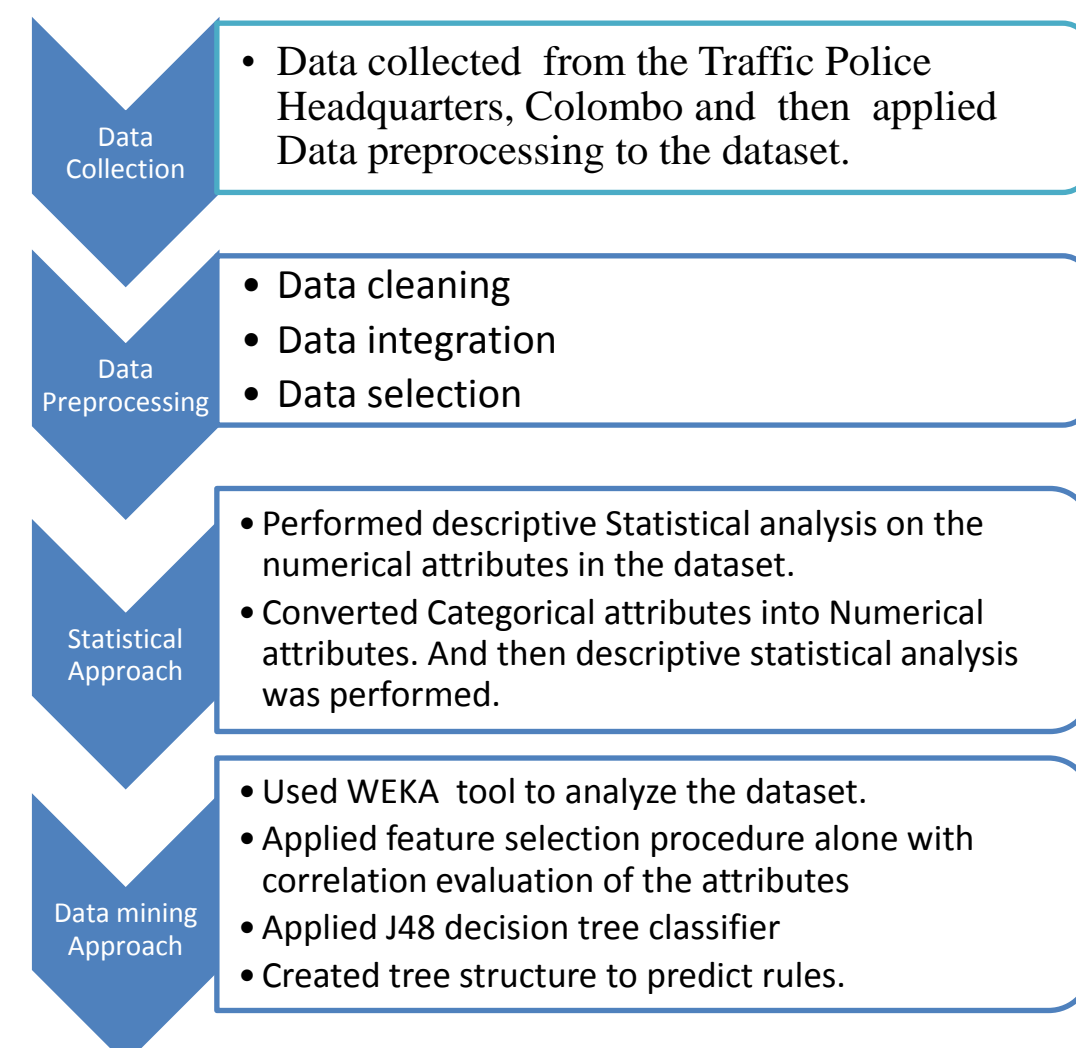 Data
Collection
• Data collected from the Traffic Police
Headquarters, Colombo and then applied
Data preprocessing to the dataset.
Data
Preprocessing
• Data cleaning
• Data integration
• Data selection
Statistical
Approach
• Performed descriptive Statistical analysis on the
numerical attributes in the dataset.
• Converted Categorical attributes into Numerical
attributes. And then descriptive statistical analysis
was performed.
Data mining
Approach
• Used WEKA tool to analyze the dataset.
• Applied feature selection procedure alone with
correlation evaluation of the attributes
• Applied J48 decision tree classifier
• Created tree structure to predict rules.